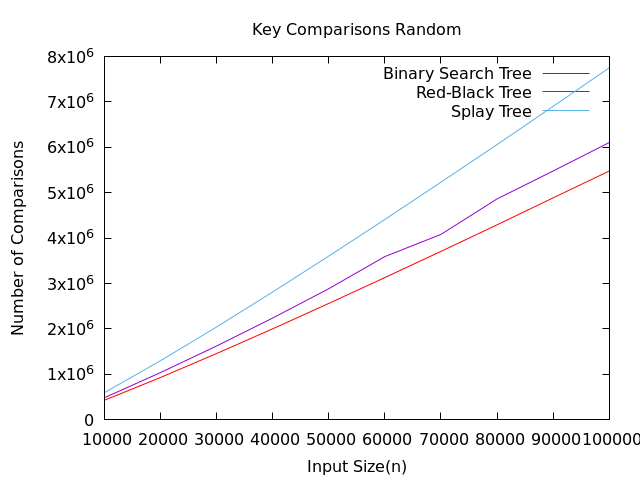 Key Comparisons Random
8x10^6
7x10^6
6x10^6
5x10^6
4x10^6
3x10^6
2x10^6
1x10^6
0
Number of Comparisons
Binary Search Tree
Red-Black Tree
Splay Tree
10000 20000 30000 40000 50000 60000 70000 80000 90000 100000
Input Size(n)